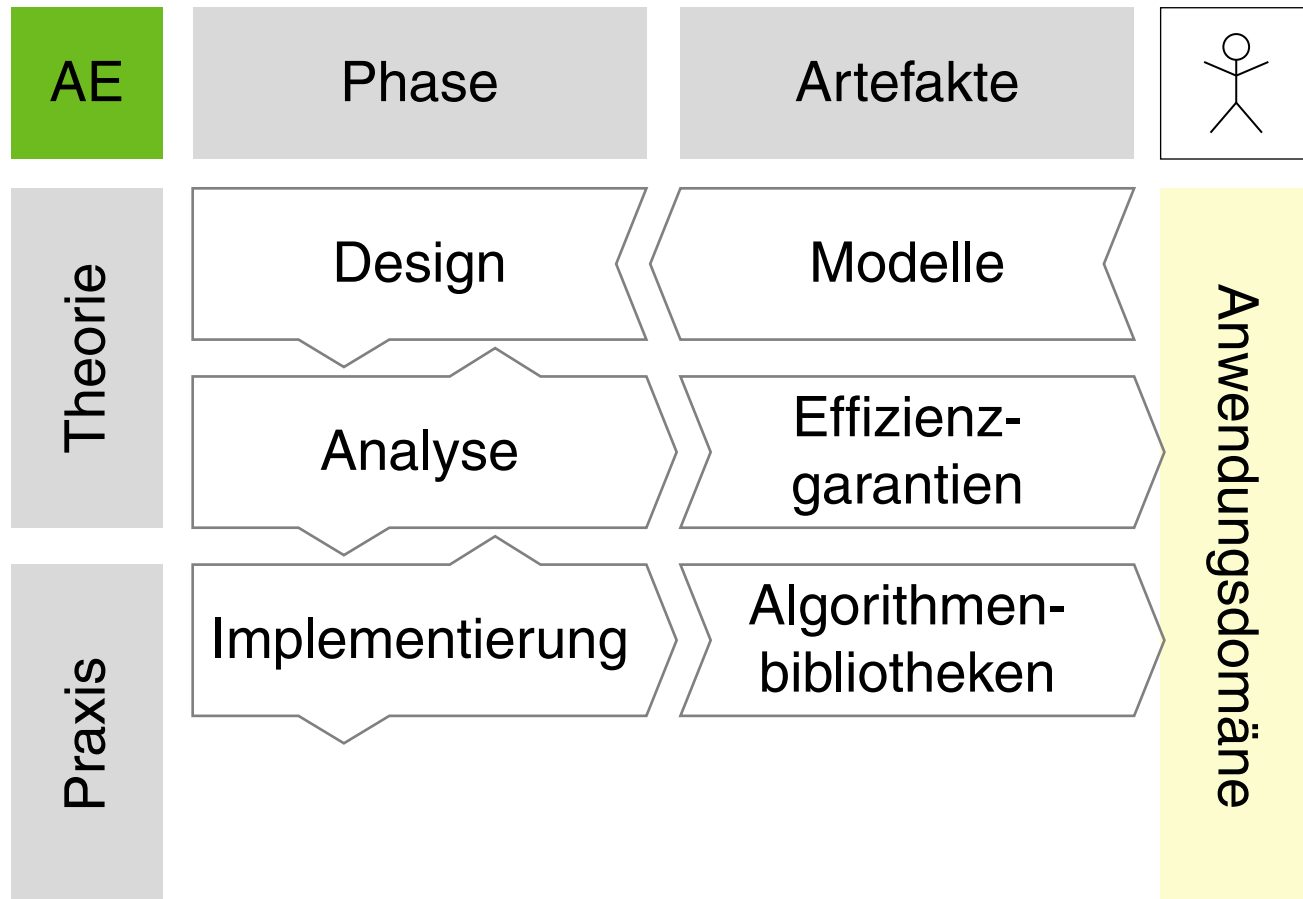 AE
Phase
Artefakte
Theorie
Design
Modelle
Analyse
Effizienz-
garantien
Praxis
Implementierung
Algorithmen-
bibliotheken
Anwendungsdomäne